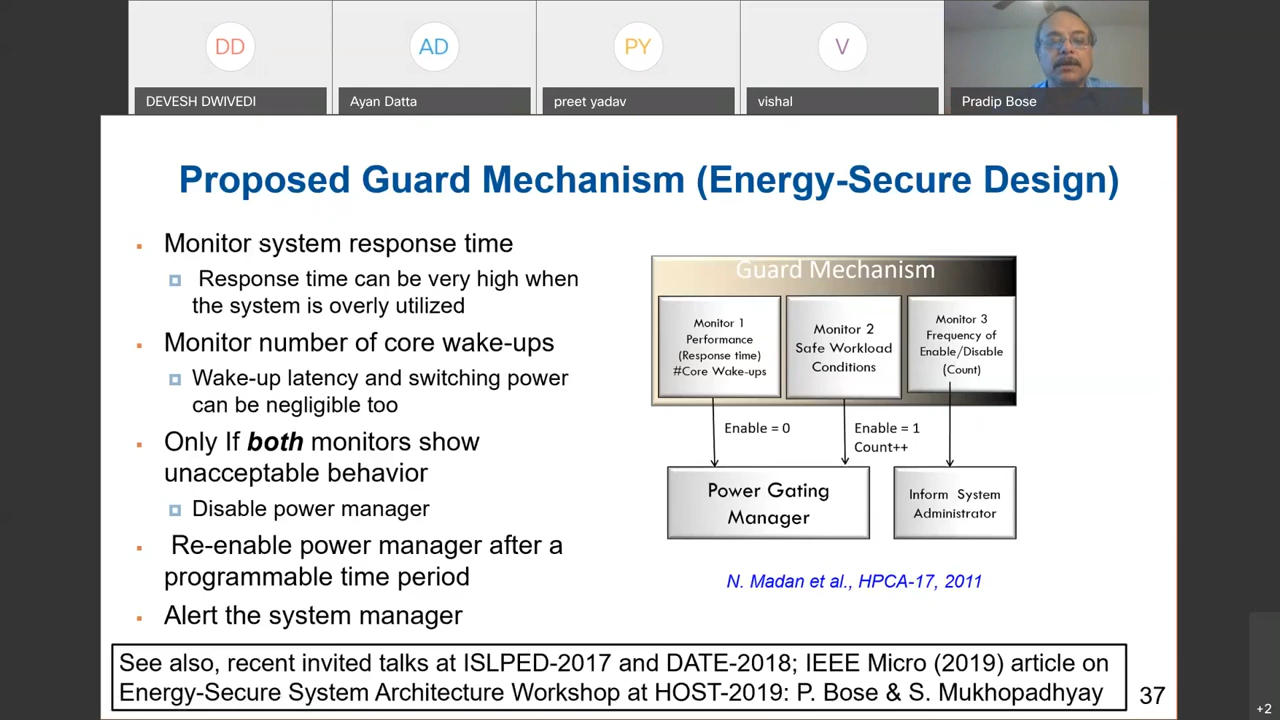 DD
AD
PY
V
DEVESH DWIVEDI
Ayan Datta
preet yadav
vishal
Pradip Bose
Proposed Guard Mechanism (Energy-Secure Design)
Monitor system response time
Response time can be very high when
the system is overly utilized
Monitor number of core wake-ups
Wake-up latency and switching power
can be negligible too
Only If both monitors show
unacceptable behavior
Disable power manager
Re-enable power manager after a
programmable time period
Alert the system manager
Guard Mechanism
Monitor 1
Performance
(Response time)
#Core Wake-ups
Monitor 2
Safe Workload
Conditions
Monitor 3
Frequency of
Enable/Disable
(Count)
Enable = 0
Enable = 1
Count++
Power Gating
Manager
Inform System
Administrator
N. Madan et al., HPCA-17, 2011
See also, recent invited talks at ISLPED-2017 and DATE-2018; IEEE Micro (2019) article on
Energy-Secure System Architecture Workshop at HOST-2019: P. Bose & S. Mukhopadhyay
37
+2